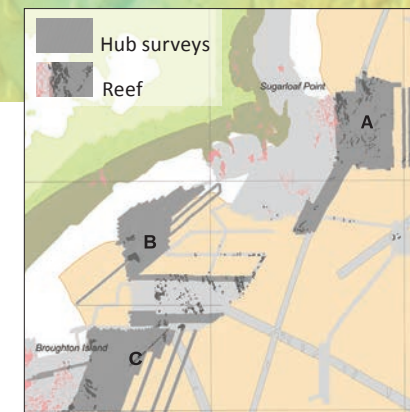 Hub surveys
Reef
Sugarloaf Point
A
B
Broughton Island
C